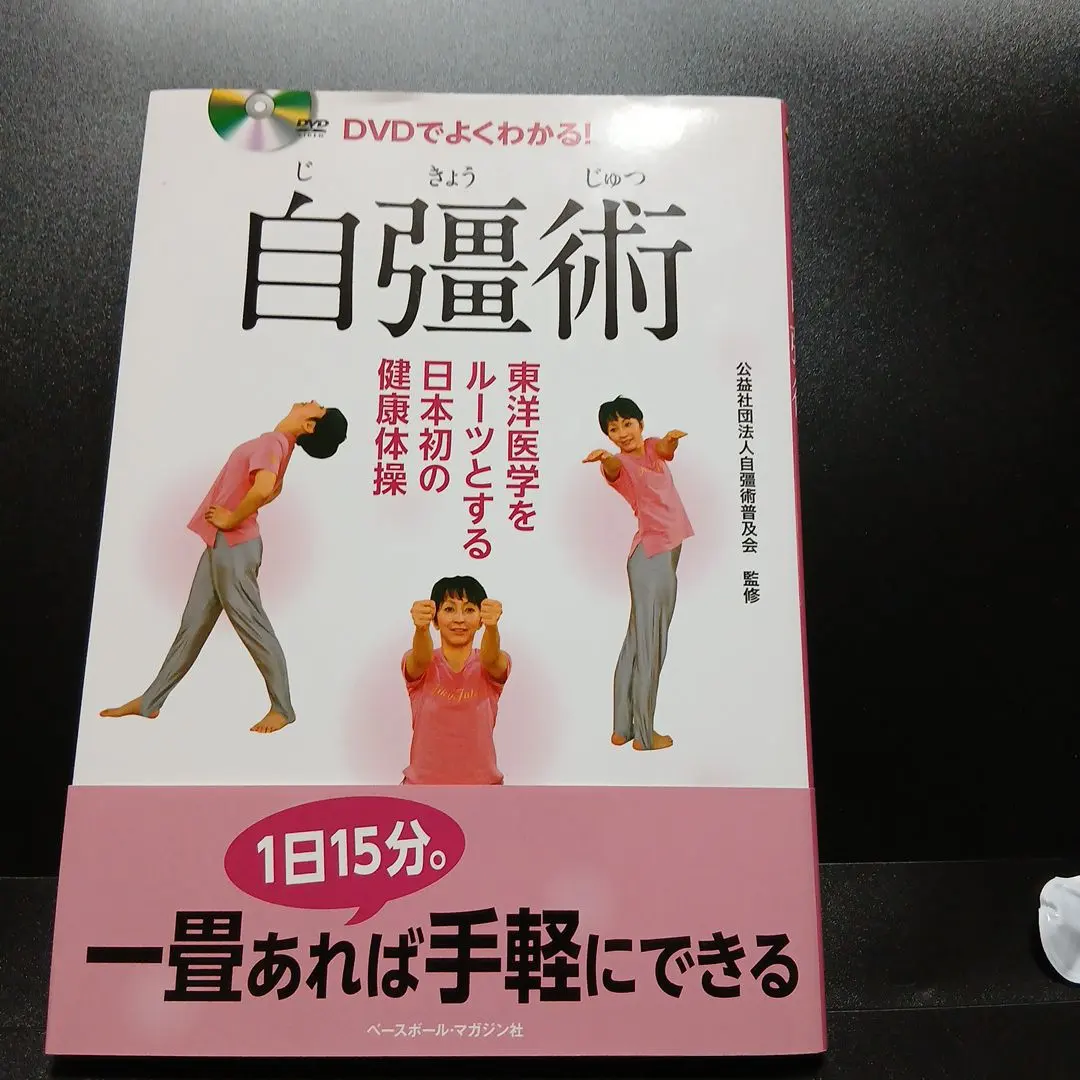 DVD
VIDEO
DVDでよくわかる!
じ きょう じゅつ
自彊術
東洋医学を
ルーツとする
日本初の
健康体操
公益社団法人自彊術普及会 監修
1日15分。
一畳あれば手軽にできる
ベースボール・マガジン社